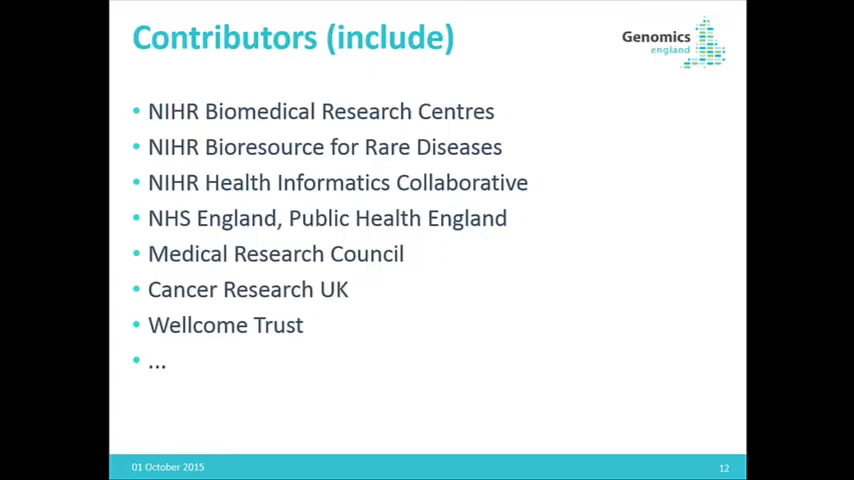 Contributors (include)
Genomics
england
• NIHR Biomedical Research Centres
• NIHR Bioresource for Rare Diseases
• NIHR Health Informatics Collaborative
• NHS England, Public Health England
• Medical Research Council
• Cancer Research UK
• Wellcome Trust
• ...
01 October 2015
12